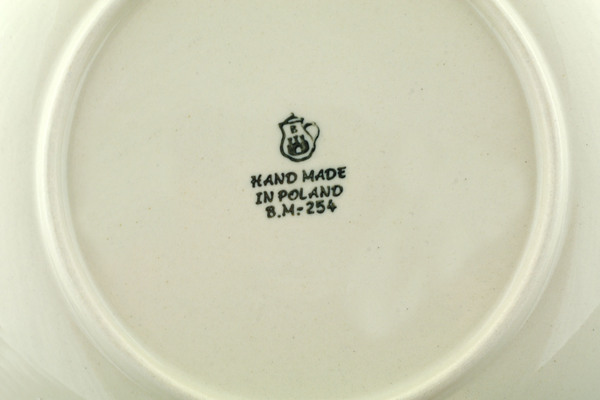 B
HAND MADE
IN POLAND
B.M.-254